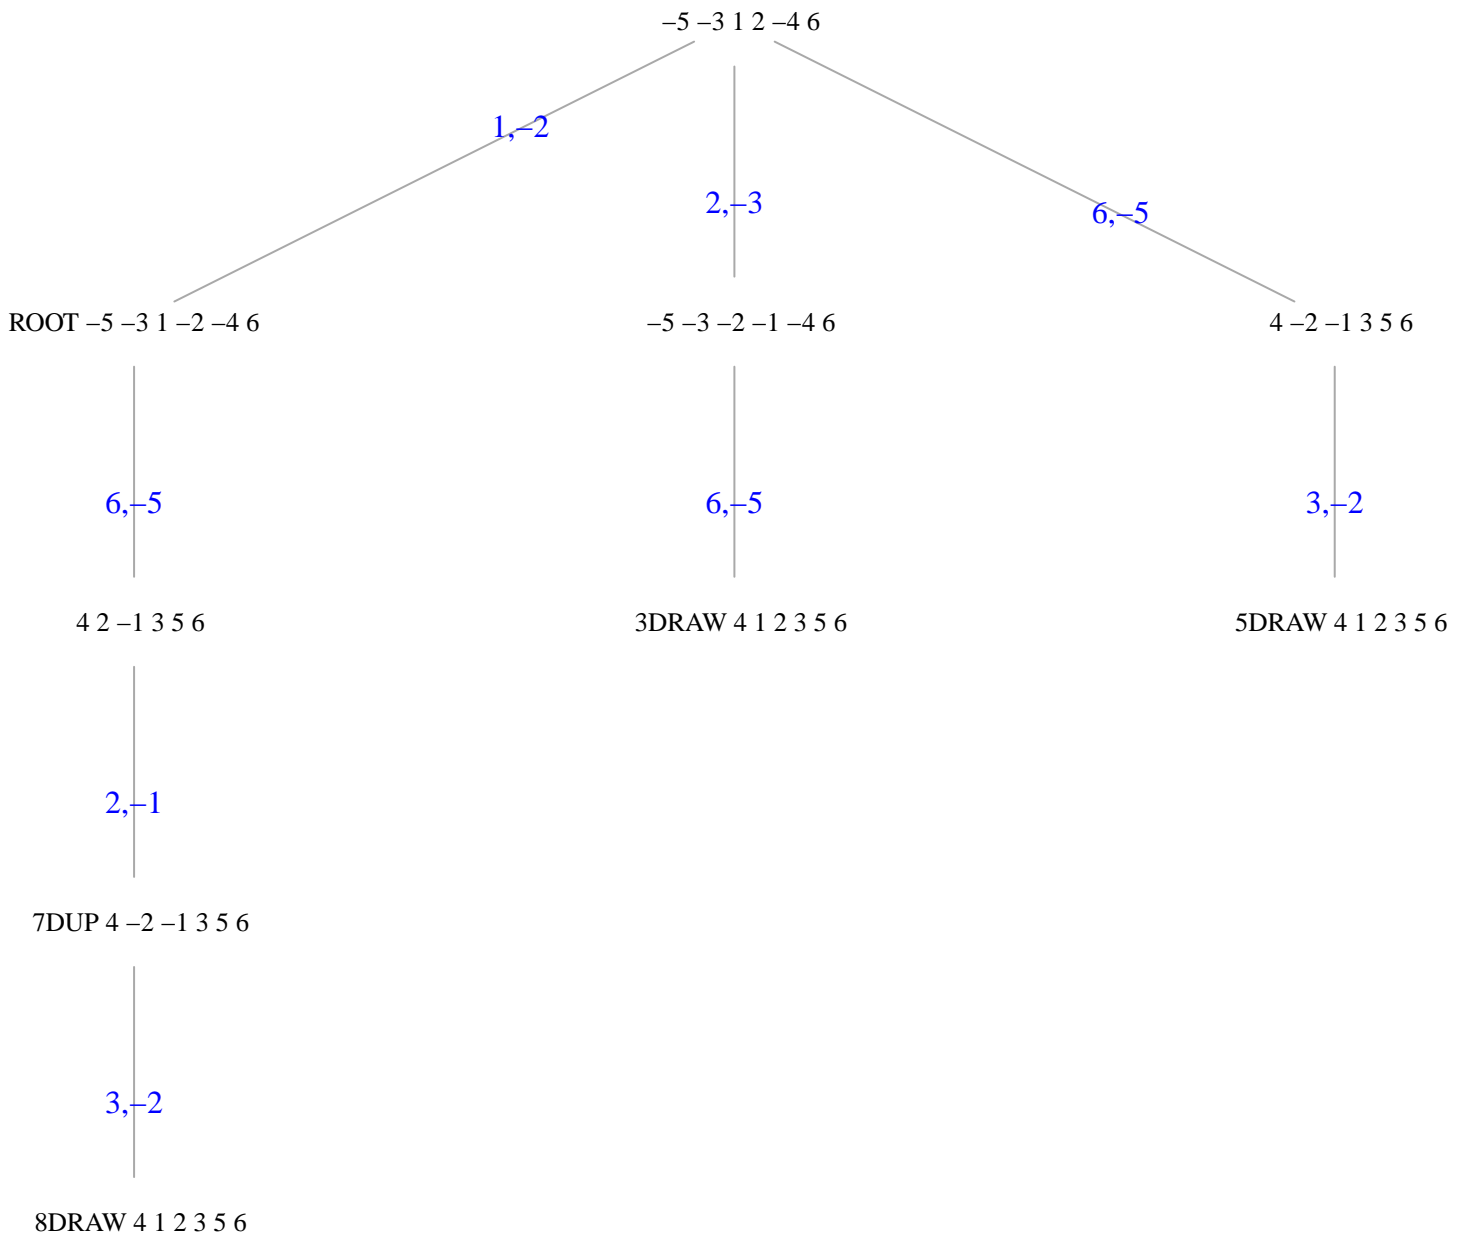 –5 –3 1 2 –4 6
1,–2
2,–3
6,–5
ROOT –5 –3 1 –2 –4 6
–5 –3 –2 –1 –4 6
4 –2 –1 3 5 6
6,–5
6,–5
3,–2
4 2 –1 3 5 6
3DRAW 4 1 2 3 5 6
5DRAW 4 1 2 3 5 6
2,–1
7DUP 4 –2 –1 3 5 6
3,–2
8DRAW 4 1 2 3 5 6